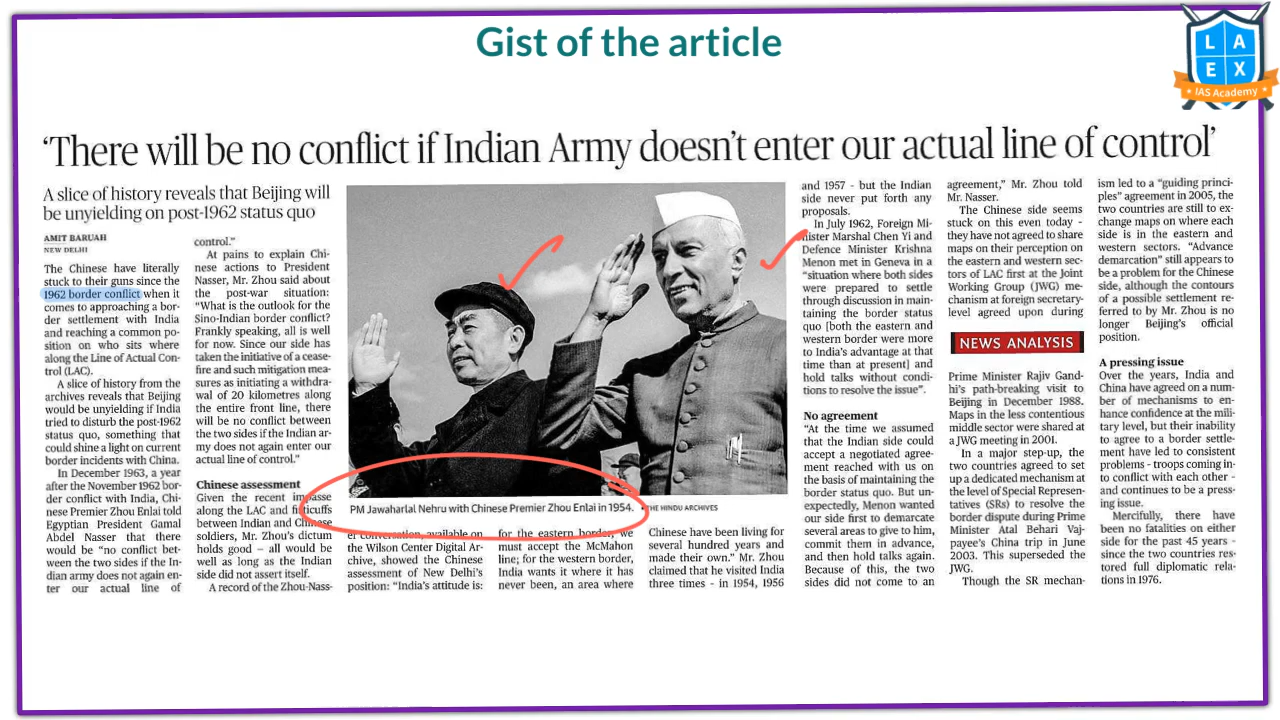 Gist of the article
L A
E X
IAS Academy
‘There will be no conflict if Indian Army doesn’t enter our actual line of control’
A slice of history reveals that Beijing will
be unyielding on post-1962 status quo
AMIT BARUAH
NEW DELHI
The Chinese have literally
stuck to their guns since the
1962 border conflict when it
comes to approaching a bor-
der settlement with India
and reaching a common po-
sition on who sits where
along the Line of Actual Con-
trol (LAC).
A slice of history from the
archives reveals that Beijing
would be unyielding if India
tried to disturb the post-1962
status quo, something that
could shine a light on current
border incidents with China.
In December 1963, a year
after the November 1962 bor-
der conflict with India, Chi-
nese Premier Zhou Enlai told
Egyptian President Gamal
Abdel Nasser that there
would be “no conflict bet-
ween the two sides if the In-
dian army does not again en-
ter our actual line of
control.”
At pains to explain Chi-
nese actions to President
Nasser, Mr. Zhou said about
the post-war situation:
“What is the outlook for the
Sino-Indian border conflict?
Frankly speaking, all is well
for now. Since our side has
taken the initiative of a cease-
fire and such mitigation mea-
sures as initiating a withdra-
wal of 20 kilometres along
the entire front line, there
will be no conflict between
the two sides if the Indian ar-
my does not again enter our
actual line of control.”
Chinese assessment
Given the recent impasse
along the LAC and fisticuffs
between Indian and Chinese
soldiers, Mr. Zhou’s dictum
holds good – all would be
well as long as the Indian
side did not assert itself.
A record of the Zhou-Nass-
PM Jawaharlal Nehru with Chinese Premier Zhou Enlai in 1954. THE HINDU ARCHIVES
er conversation, available on
the Wilson Center Digital Ar-
chive, showed the Chinese
assessment of New Delhi’s
position: “India’s attitude is:
for the eastern border, we
must accept the McMahon
line; for the western border,
India wants it where it has
never been, an area where
Chinese have been living for
several hundred years and
made their own.” Mr. Zhou
claimed that he visited India
three times - in 1954, 1956
and 1957 - but the Indian
side never put forth any
proposals.
In July 1962, Foreign Mi-
nister Marshal Chen Yi and
Defence Minister Krishna
Menon met in Geneva in a
“situation where both sides
were prepared to settle
through discussion in main-
taining the border status
quo [both the eastern and
western border were more
to India’s advantage at that
time than at present] and
hold talks without condi-
tions to resolve the issue”.
No agreement
“At the time we assumed
that the Indian side could
accept a negotiated agree-
ment reached with us on
the basis of maintaining the
border status quo. But un-
expectedly, Menon wanted
our side first to demarcate
several areas to give to him,
commit them in advance,
and then hold talks again.
Because of this, the two
sides did not come to an
agreement,” Mr. Zhou told
Mr. Nasser.
The Chinese side seems
stuck on this even today -
they have not agreed to share
maps on their perception on
the eastern and western sec-
tors of LAC first at the Joint
Working Group (JWG) me-
chanism at foreign secretary-
level agreed upon during
NEWS ANALYSIS
Prime Minister Rajiv Gand-
hi’s path-breaking visit to
Beijing in December 1988.
Maps in the less contentious
middle sector were shared at
a JWG meeting in 2001.
In a major step-up, the
two countries agreed to set
up a dedicated mechanism at
the level of Special Represen-
tatives (SRs) to resolve the
border dispute during Prime
Minister Atal Behari Vaj-
payee’s China trip in June
2003. This superseded the
JWG.
Though the SR mechan-
ism led to a “guiding princi-
ples” agreement in 2005, the
two countries are still to ex-
change maps on where each
side is in the eastern and
western sectors. “Advance
demarcation” still appears to
be a problem for the Chinese
side, although the contours
of a possible settlement re-
ferred to by Mr. Zhou is no
longer Beijing’s official
position.
A pressing issue
Over the years, India and
China have agreed on a num-
ber of mechanisms to en-
hance confidence at the mili-
tary level, but their inability
to agree to a border settle-
ment have led to consistent
problems - troops coming in-
to conflict with each other -
and continues to be a press-
ing issue.
Mercifully, there have
been no fatalities on either
side for the past 45 years -
since the two countries res-
tored full diplomatic rela-
tions in 1976.